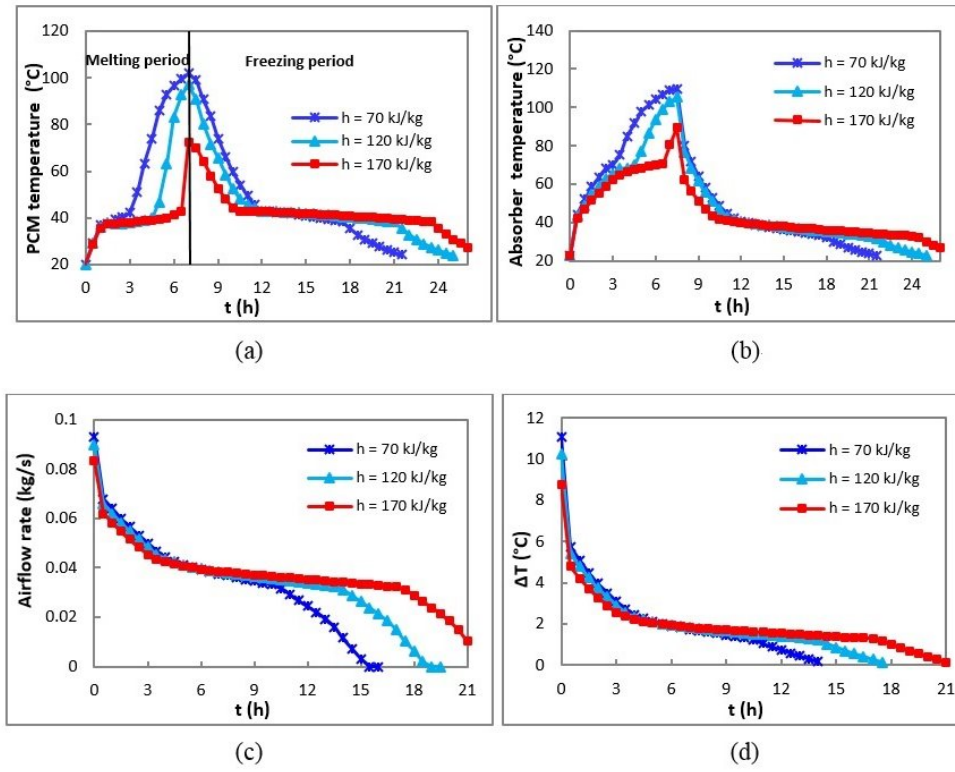 PCM temperature (°C)
120
100
80
60
40
20
Melting period
Freezing period
h = 70 kJ/kg
h = 120 kJ/kg
h = 170 kJ/kg
0 3 6 9 12 15 18 21 24
t (h)
(a)
Absorber temperature (°C)
140
120
100
80
60
40
20
h = 70 kJ/kg
h = 120 kJ/kg
h = 170 kJ/kg
0 3 6 9 12 15 18 21 24
t (h)
(b)
Airflow rate (kg/s)
0.1
0.08
0.06
0.04
0.02
0
h = 70 kJ/kg
h = 120 kJ/kg
h = 170 kJ/kg
0 3 6 9 12 15 18 21
t (h)
(c)
ΔT (°C)
12
10
8
6
4
2
0
h = 70 kJ/kg
h = 120 kJ/kg
h = 170 kJ/kg
0 3 6 9 12 15 18 21
t (h)
(d)